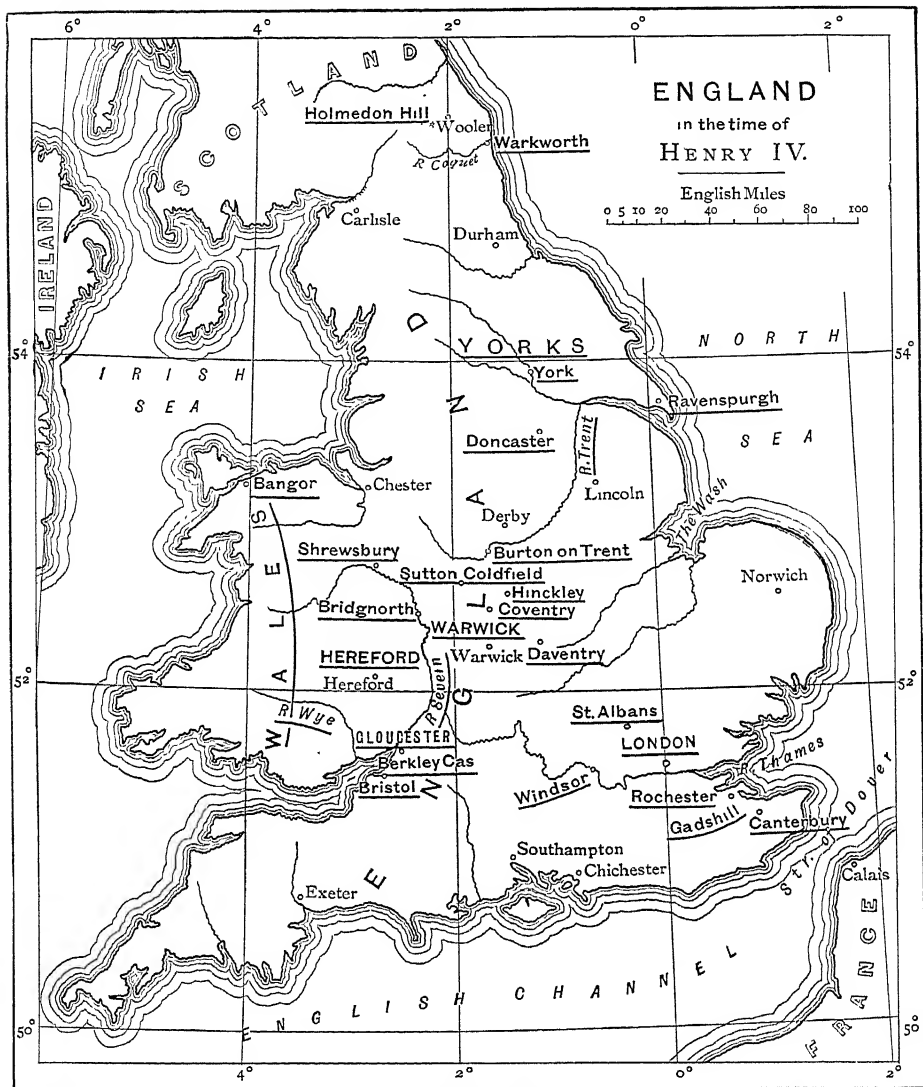 6° 4° 2° 0° 2°
SCOTLAND
ENGLAND
in the time of
HENRY IV.
English Miles
0 5 10 20 40 60 80 100
Holmedon Hill
Wooler
Warkworth
R Coquet
Carlisle
Durham
IRELAND
54° 54°
YORKS
York
NORTH
SEA
IRISH
SEA
Ravenspurgh
Doncaster
R. Trent
Lincoln
Bangor
Chester
Derby
The Wash
Shrewsbury
Burton on Trent
Sutton Coldfield
Norwich
Hinckley
Coventry
Bridgnorth
WARWICK
WALES
HEREFORD
Warwick
Daventry
Hereford
52° 52°
R Severn
R Wye
St. Albans
GLOUCESTER
LONDON
Berkley Cas
R. Thames
Bristol
Windsor
Rochester
Gadshill
Canterbury
Str. of Dover
ENGLAND
Southampton
Chichester
Calais
Exeter
FRANCE
ENGLISH CHANNEL
50° 50°
4° 2° 0° 2°